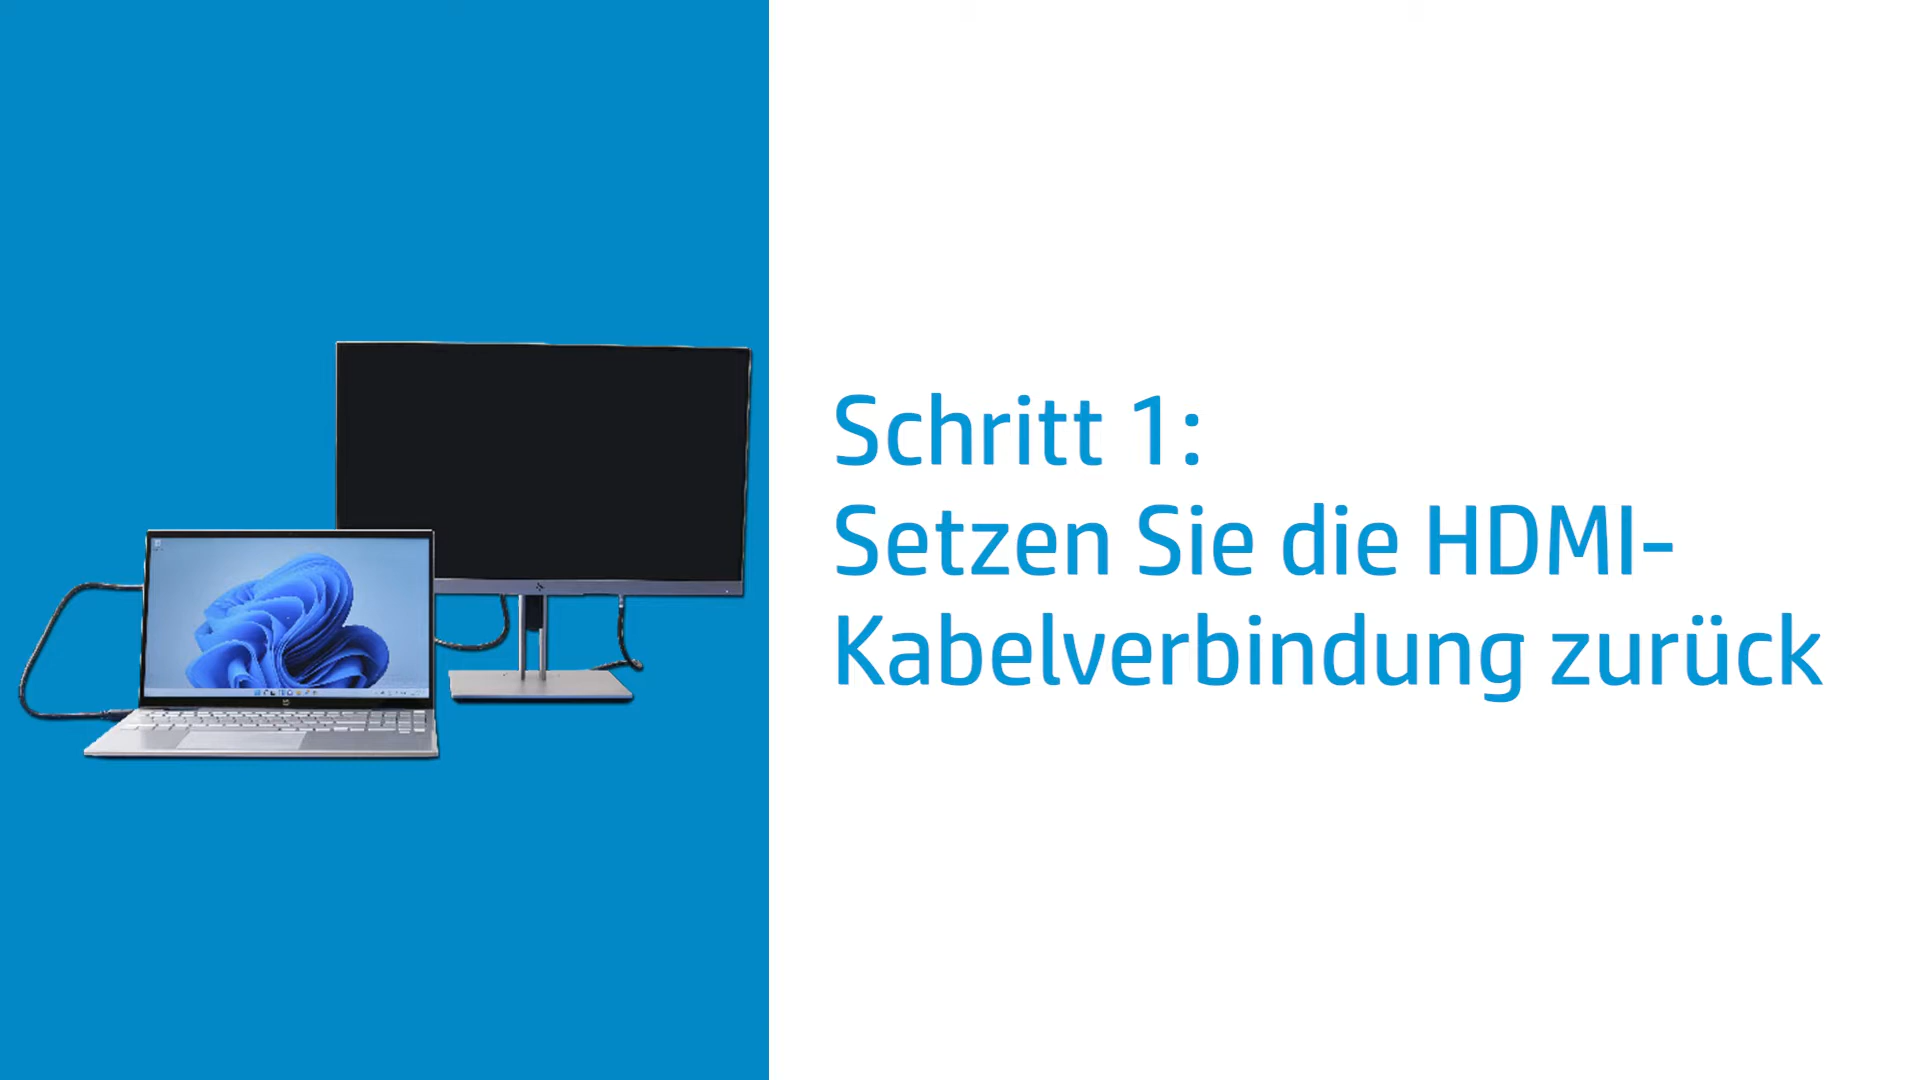 Schritt 1:
Setzen Sie die HDMI-
Kabelverbindung zurück